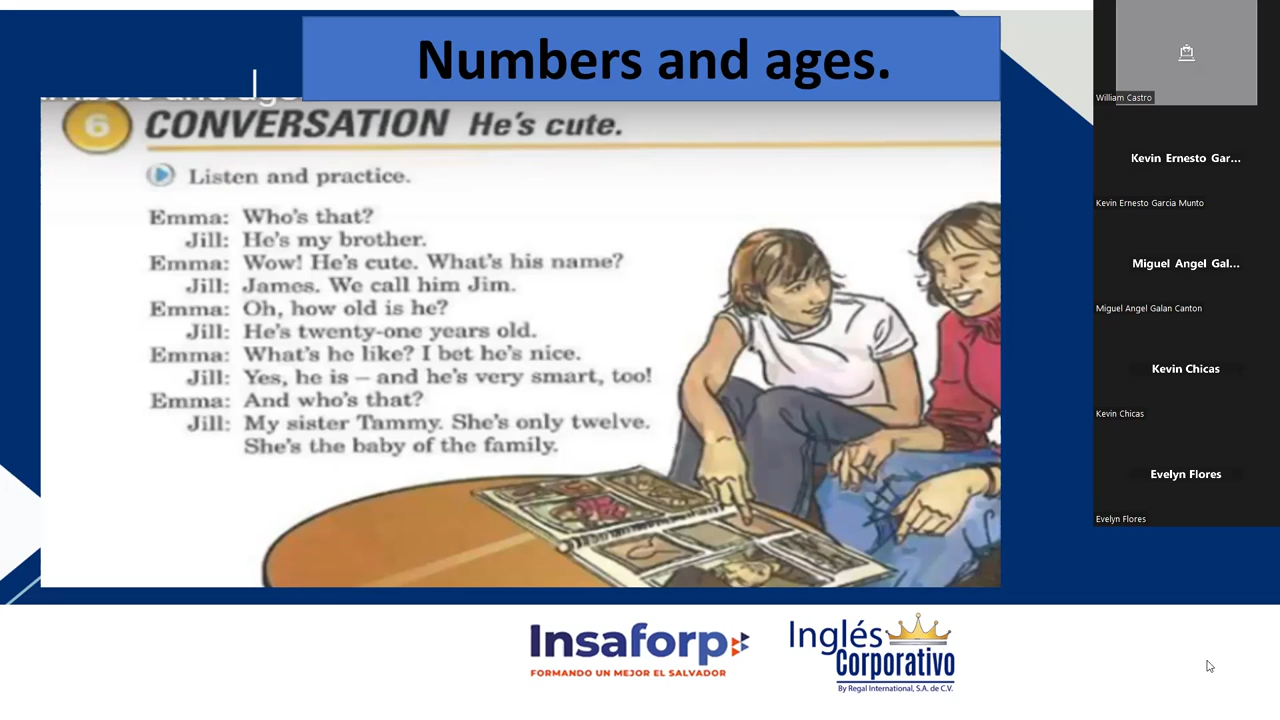 Numbers and ages.
6 CONVERSATION He's cute.
Listen and practice.
Emma: Who's that?
Jill: He's my brother.
Emma: Wow! He's cute. What's his name?
Jill: James. We call him Jim.
Emma: Oh, how old is he?
Jill: He's twenty-one years old.
Emma: What's he like? I bet he's nice.
Jill: Yes, he is – and he's very smart, too!
Emma: And who's that?
Jill: My sister Tammy. She's only twelve.
She's the baby of the family.
Insaforp
FORMANDO UN MEJOR EL SALVADOR
Inglés
Corporativo
By Regal International, S.A. de C.V.
William Castro
Kevin Ernesto Gar...
Kevin Ernesto Garcia Munto
Miguel Angel Gal...
Miguel Angel Galan Canton
Kevin Chicas
Kevin Chicas
Evelyn Flores
Evelyn Flores